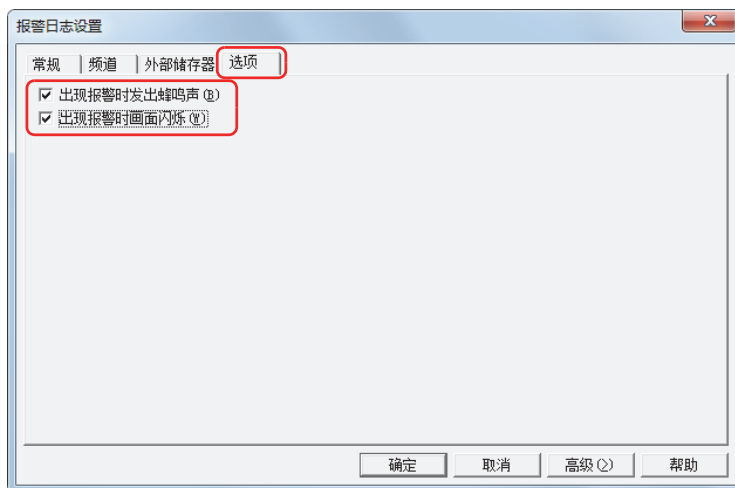 报警日志设置
常规 频道 外部储存器 选项
出现报警时发出蜂鸣声(B)
出现报警时画面闪烁(W)
确定 取消 高级(>) 帮助